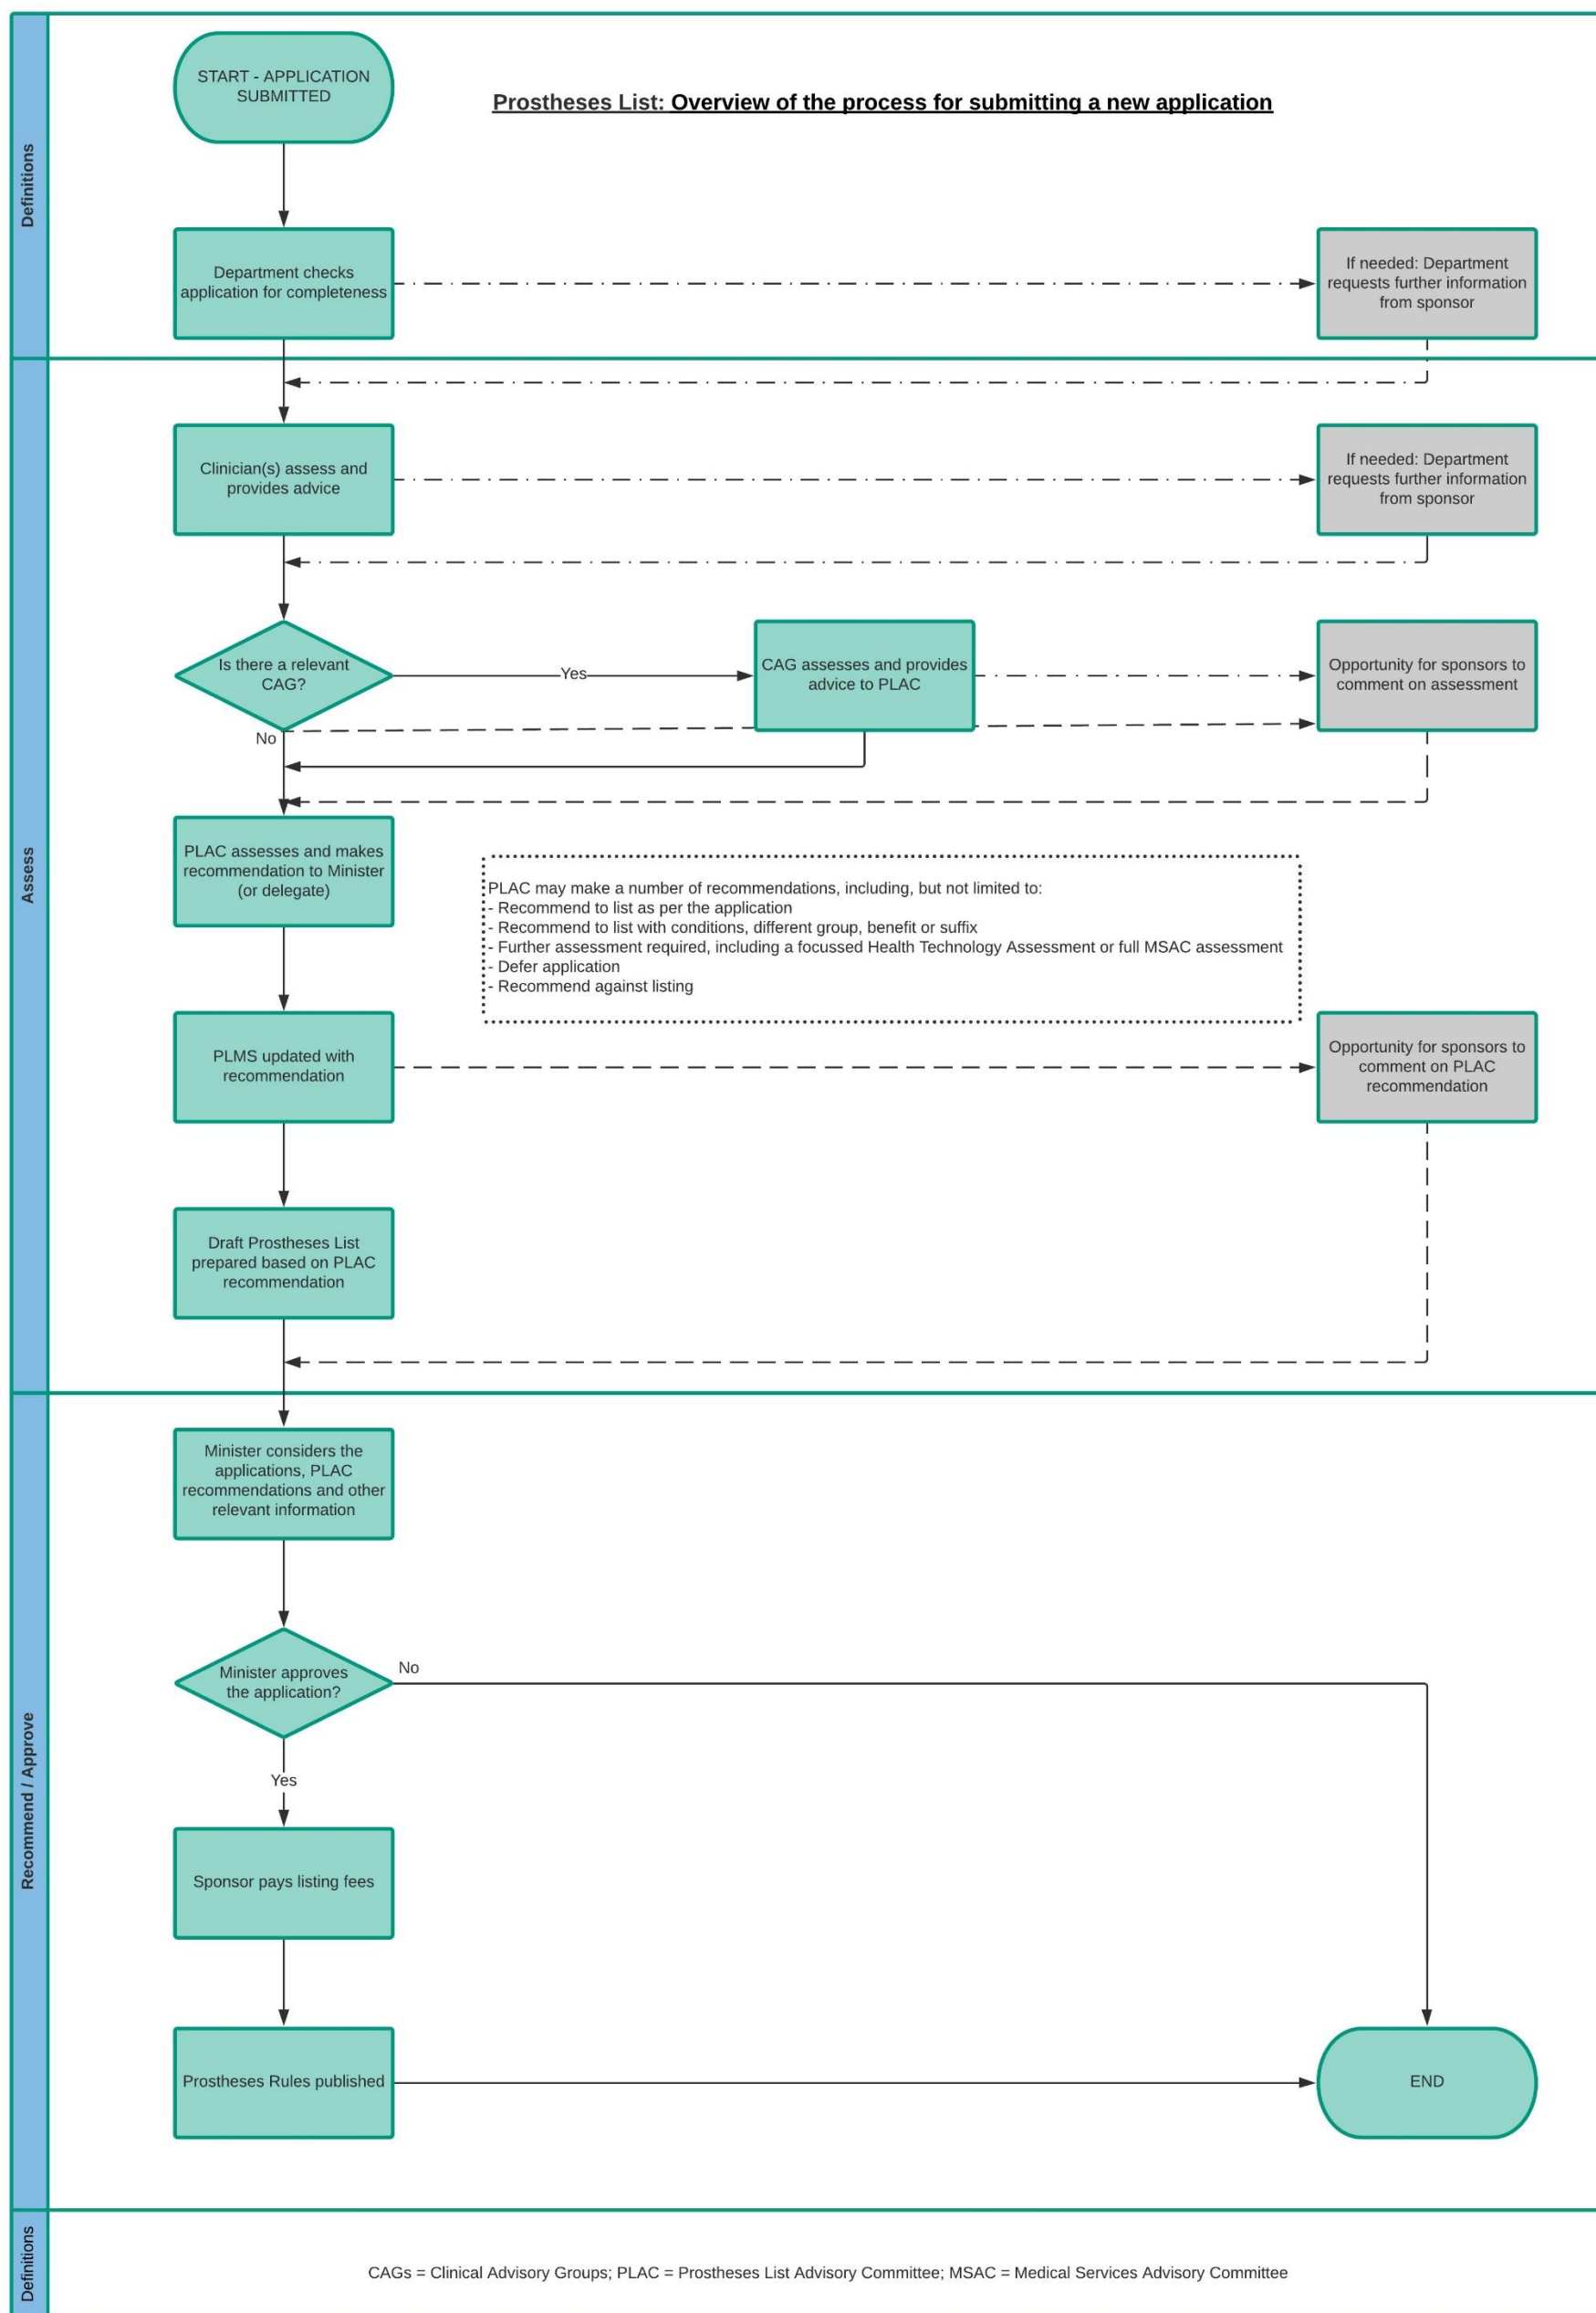 Definitions
START - APPLICATION
SUBMITTED
Prostheses List: Overview of the process for submitting a new application
Department checks
application for completeness
If needed: Department
requests further information
from sponsor
Assess
Clinician(s) assess and
provides advice
If needed: Department
requests further information
from sponsor
Is there a relevant
CAG?
Yes
CAG assesses and provides
advice to PLAC
Opportunity for sponsors to
comment on assessment
No
PLAC assesses and makes
recommendation to Minister
(or delegate)
PLAC may make a number of recommendations, including, but not limited to:
- Recommend to list as per the application
- Recommend to list with conditions, different group, benefit or suffix
- Further assessment required, including a focussed Health Technology Assessment or full MSAC assessment
- Defer application
- Recommend against listing
PLMS updated with
recommendation
Opportunity for sponsors to
comment on PLAC
recommendation
Draft Prostheses List
prepared based on PLAC
recommendation
Recommend / Approve
Minister considers the
applications, PLAC
recommendations and other
relevant information
Minister approves
the application?
No
Yes
Sponsor pays listing fees
Prostheses Rules published
END
Definitions
CAGs = Clinical Advisory Groups; PLAC = Prostheses List Advisory Committee; MSAC = Medical Services Advisory Committee